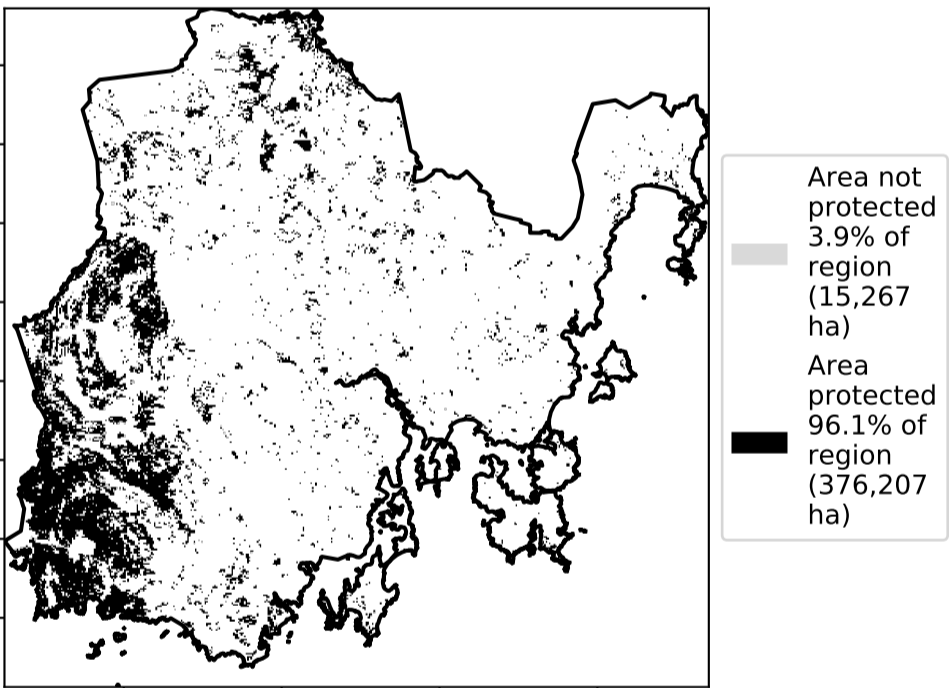 Area not
protected
3.9% of
region
(15,267
ha)
Area
protected
96.1% of
region
(376,207
ha)